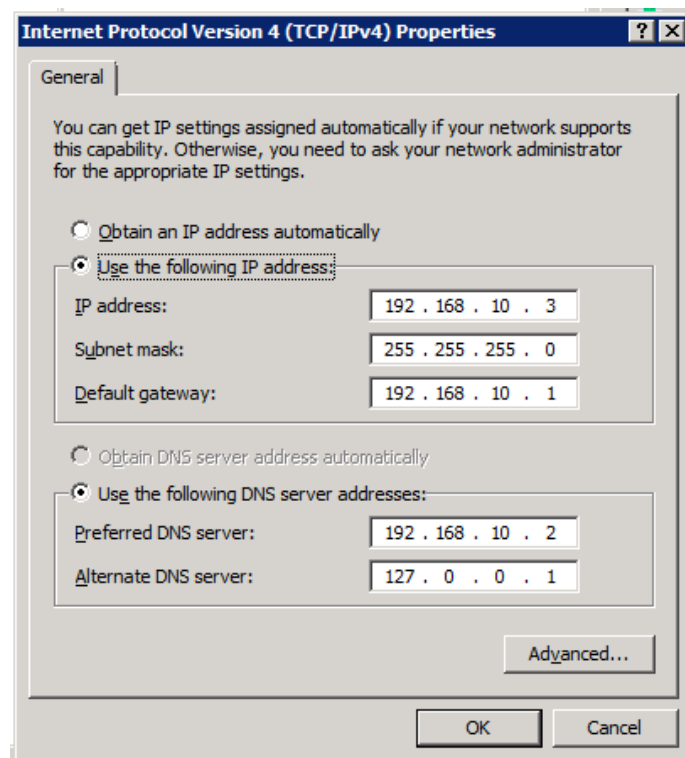 Internet Protocol Version 4 (TCP/IPv4) Properties
General
You can get IP settings assigned automatically if your network supports
this capability. Otherwise, you need to ask your network administrator
for the appropriate IP settings.
Obtain an IP address automatically
Use the following IP address:
IP address: 192 . 168 . 10 . 3
Subnet mask: 255 . 255 . 255 . 0
Default gateway: 192 . 168 . 10 . 1
Obtain DNS server address automatically
Use the following DNS server addresses:
Preferred DNS server: 192 . 168 . 10 . 2
Alternate DNS server: 127 . 0 . 0 . 1
Advanced...
OK Cancel